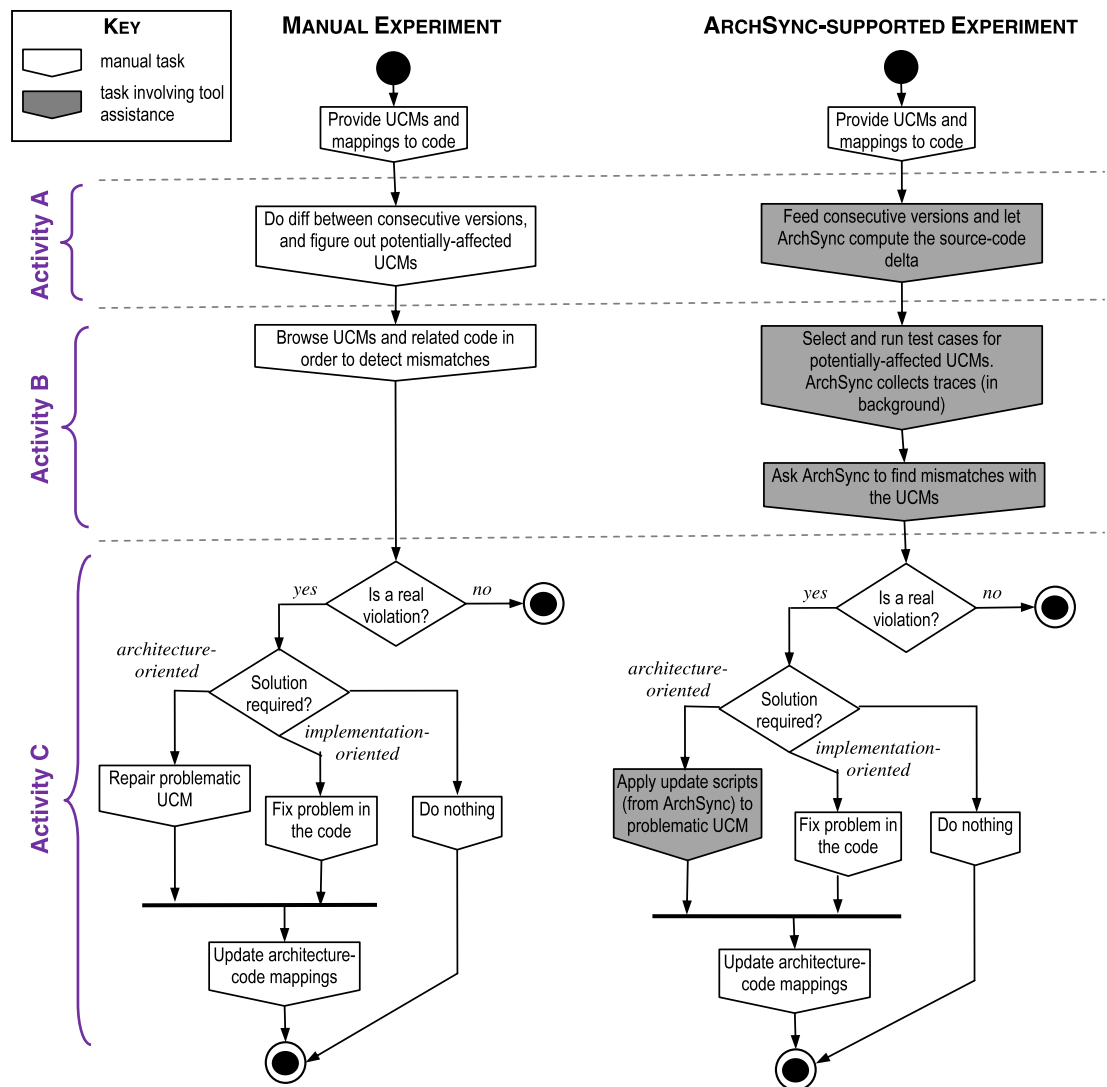 KEY
manual task
task involving tool
assistance
MANUAL EXPERIMENT
ARCHSYNC-SUPPORTED EXPERIMENT
Provide UCMs and
mappings to code
Provide UCMs and
mappings to code
Activity A
Do diff between consecutive versions,
and figure out potentially-affected
UCMs
Feed consecutive versions and let
ArchSync compute the source-code
delta
Activity B
Browse UCMs and related code in
order to detect mismatches
Select and run test cases for
potentially-affected UCMs.
ArchSync collects traces (in
background)
Ask ArchSync to find mismatches with
the UCMs
Activity C
yes
Is a real
violation?
no
architecture-
oriented
Solution
required?
implementation-
oriented
Repair problematic
UCM
Fix problem in
the code
Do nothing
Update architecture-
code mappings
yes
Is a real
violation?
no
architecture-
oriented
Solution
required?
implementation-
oriented
Apply update scripts
(from ArchSync) to
problematic UCM
Fix problem in
the code
Do nothing
Update architecture-
code mappings